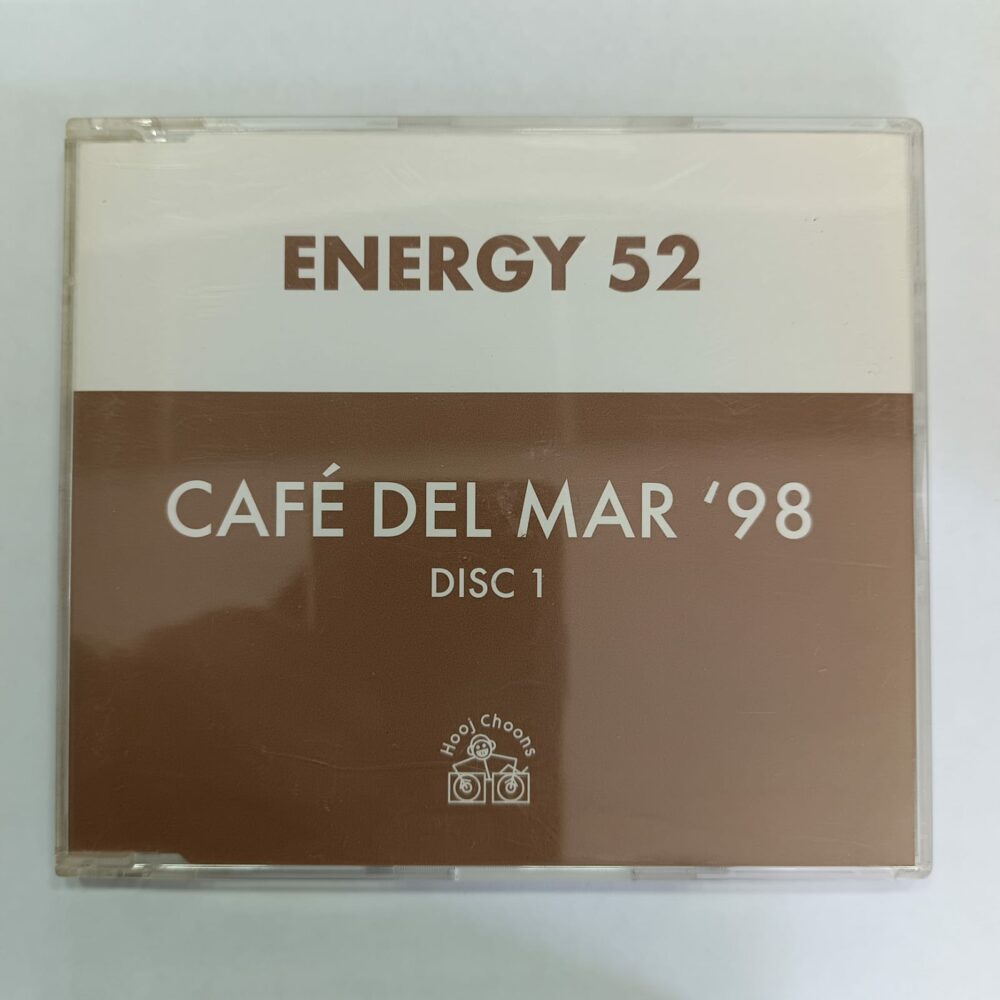 ENERGY 52
CAFÉ DEL MAR ‘98
DISC 1
Hooj Choons